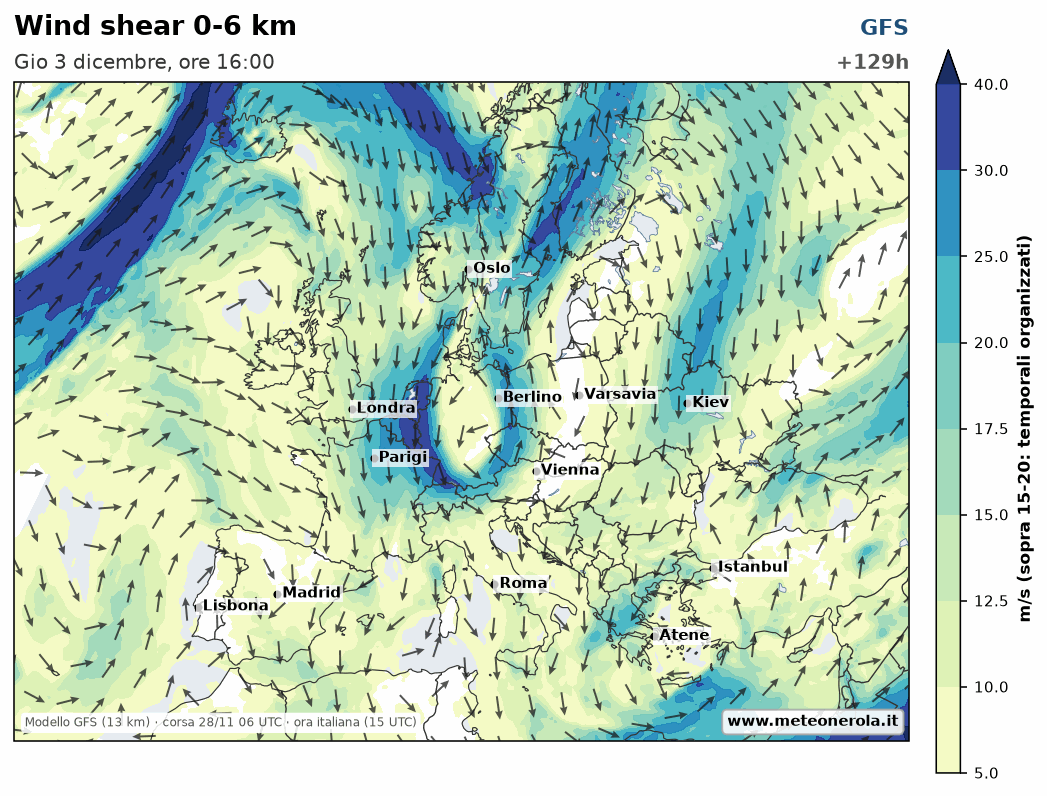 Wind shear 0-6 km
GFS
Gio 3 dicembre, ore 16:00
+129h
40.0
30.0
25.0
20.0
17.5
15.0
12.5
10.0
5.0
m/s (sopra 15-20: temporali organizzati)
Oslo
Londra
Berlino
Varsavia
Kiev
Parigi
Vienna
Istanbul
Roma
Madrid
Lisbona
Atene
Modello GFS (13 km) · corsa 28/11 06 UTC · ora italiana (15 UTC)
www.meteonerola.it